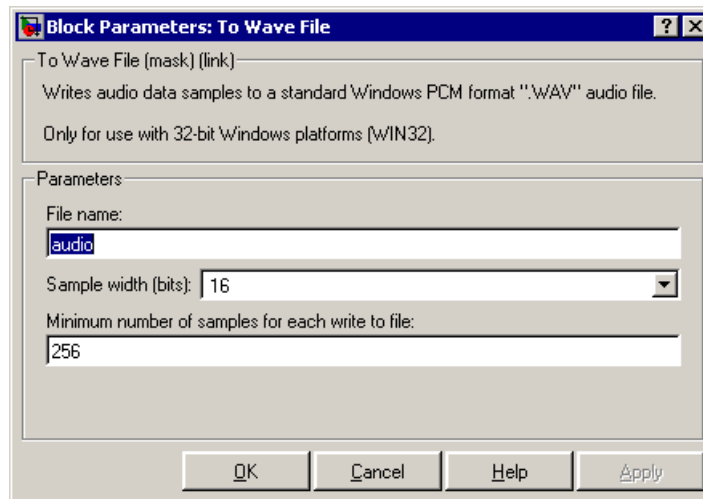 Block Parameters: To Wave File
To Wave File (mask) (link)
Writes audio data samples to a standard Windows PCM format ".WAV" audio file.
Only for use with 32-bit Windows platforms (WIN32).
Parameters
File name:
audio
Sample width (bits): 16
Minimum number of samples for each write to file:
256
OK Cancel Help Apply